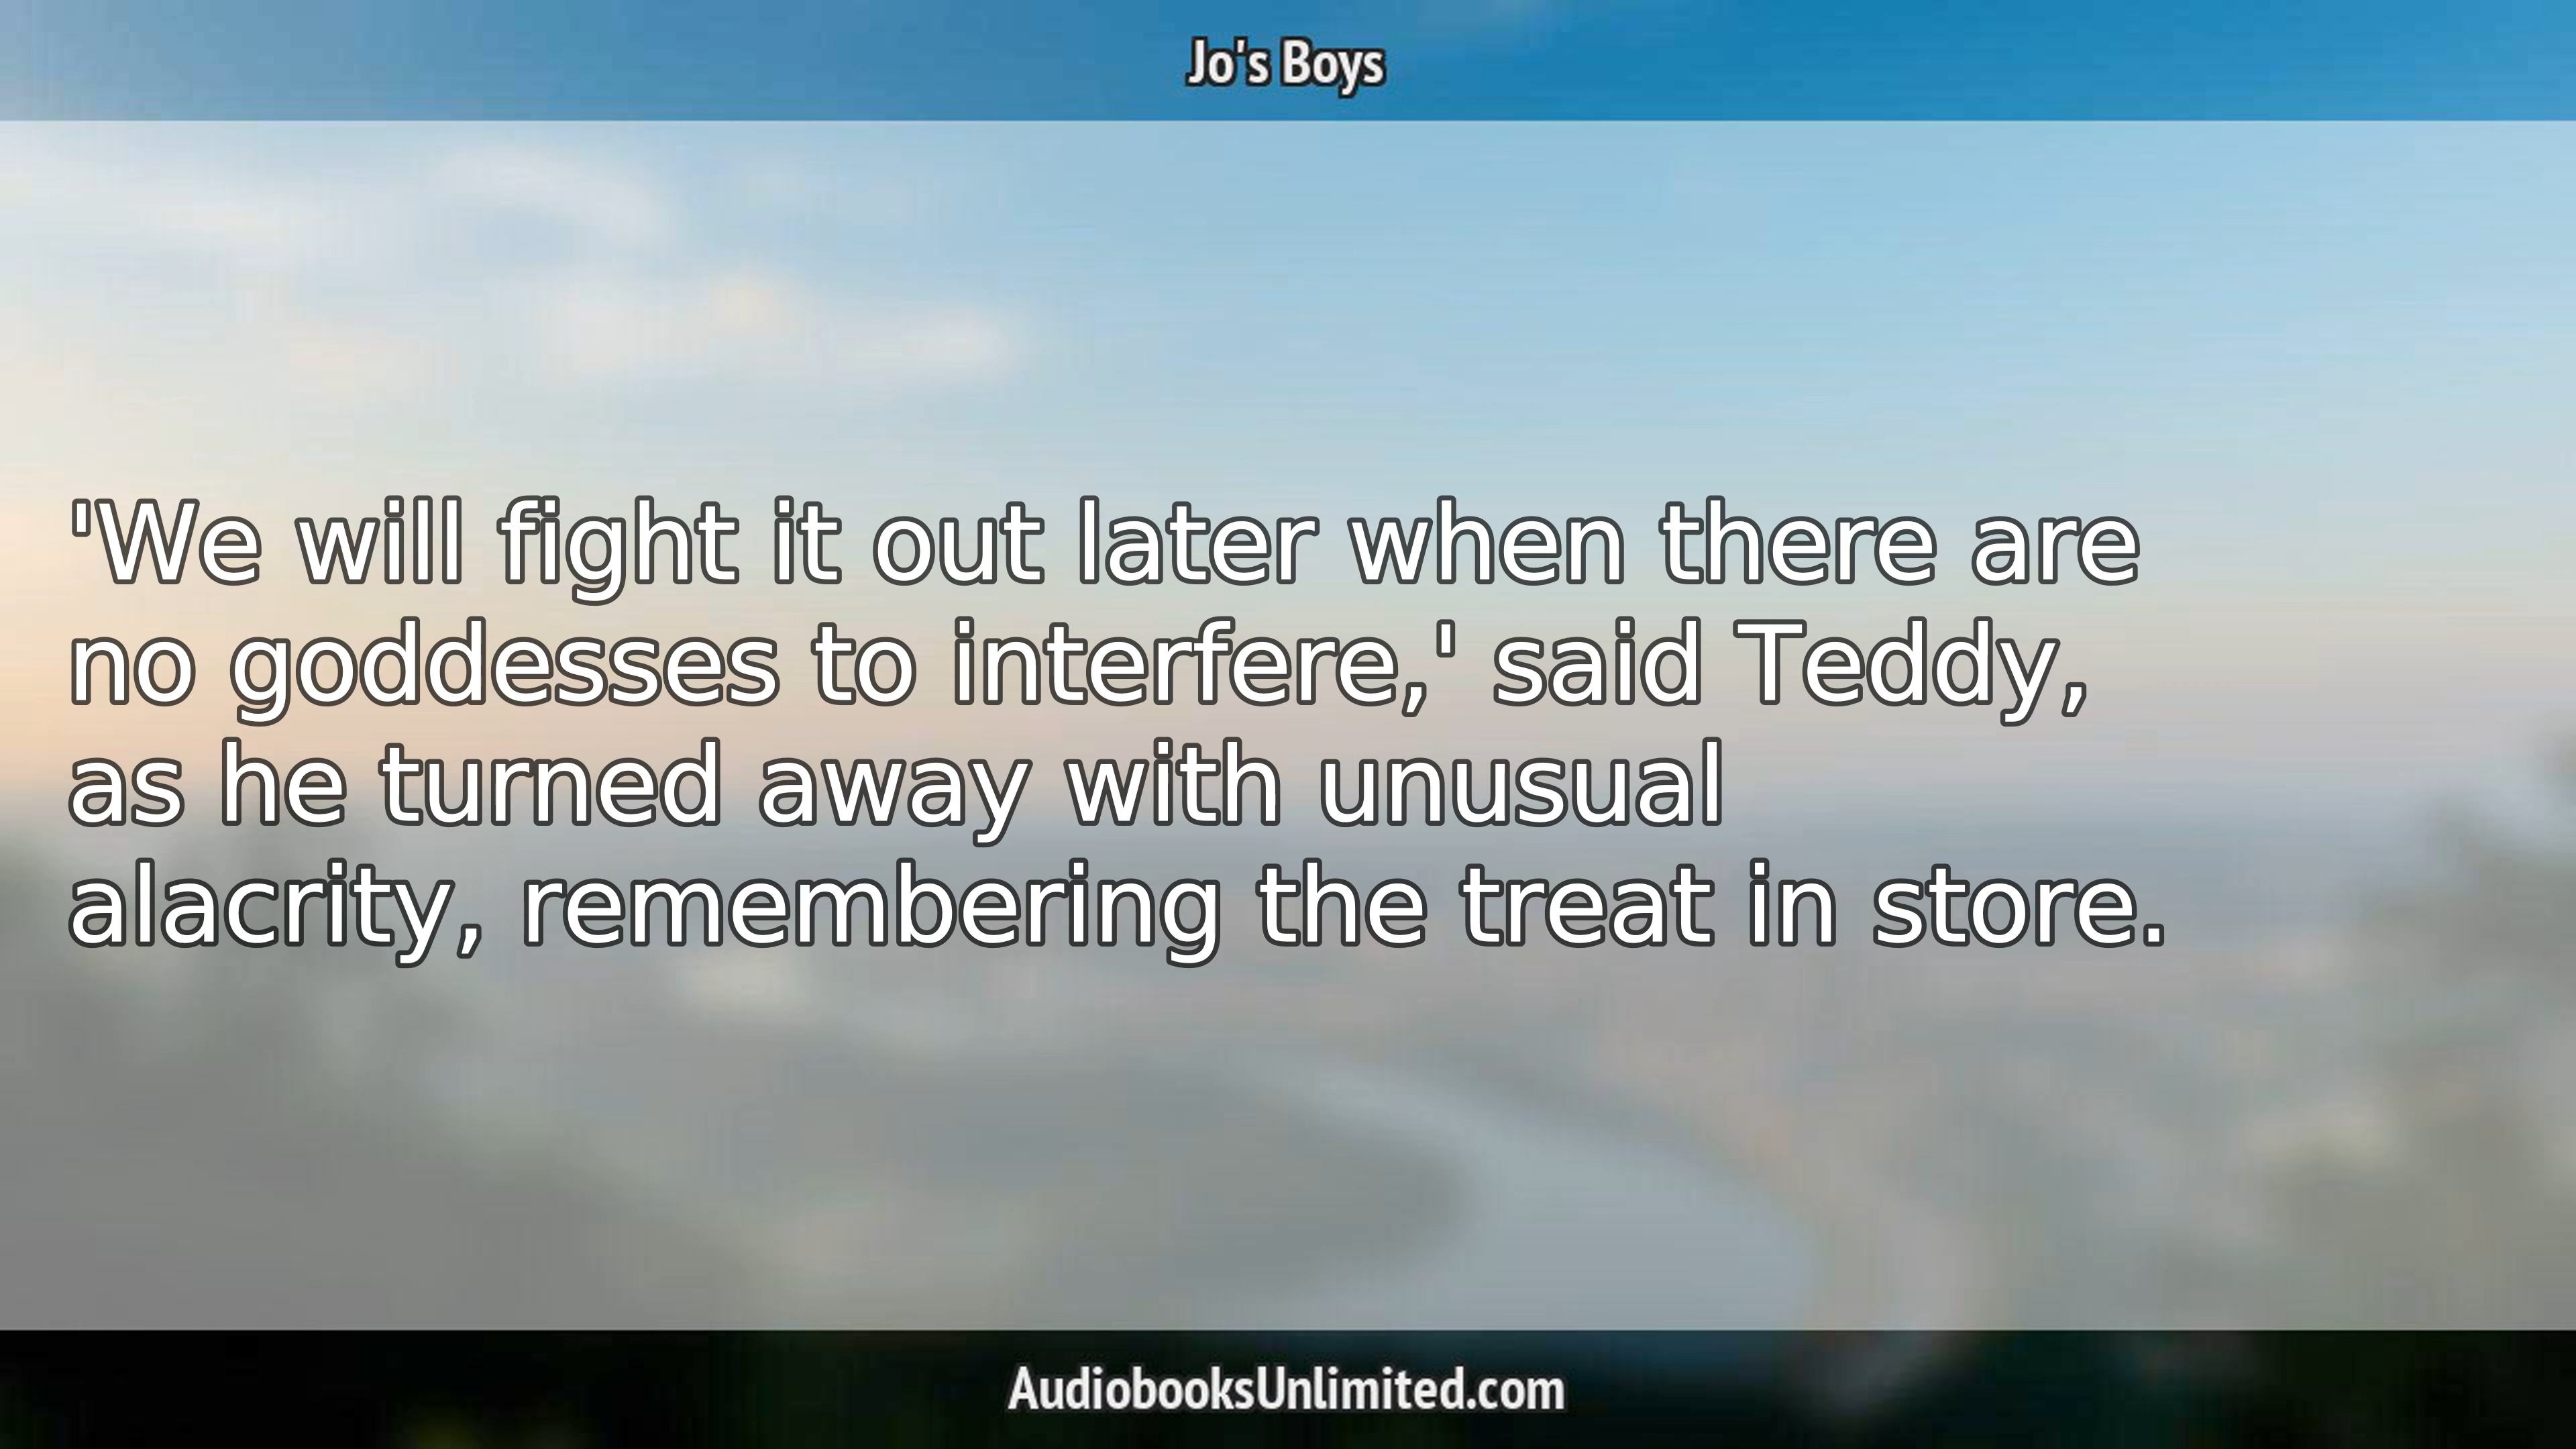 Jo's Boys
'We will fight it out later when there are
no goddesses to interfere,' said Teddy,
as he turned away with unusual
alacrity, remembering the treat in store.
AudiobooksUnlimited.com